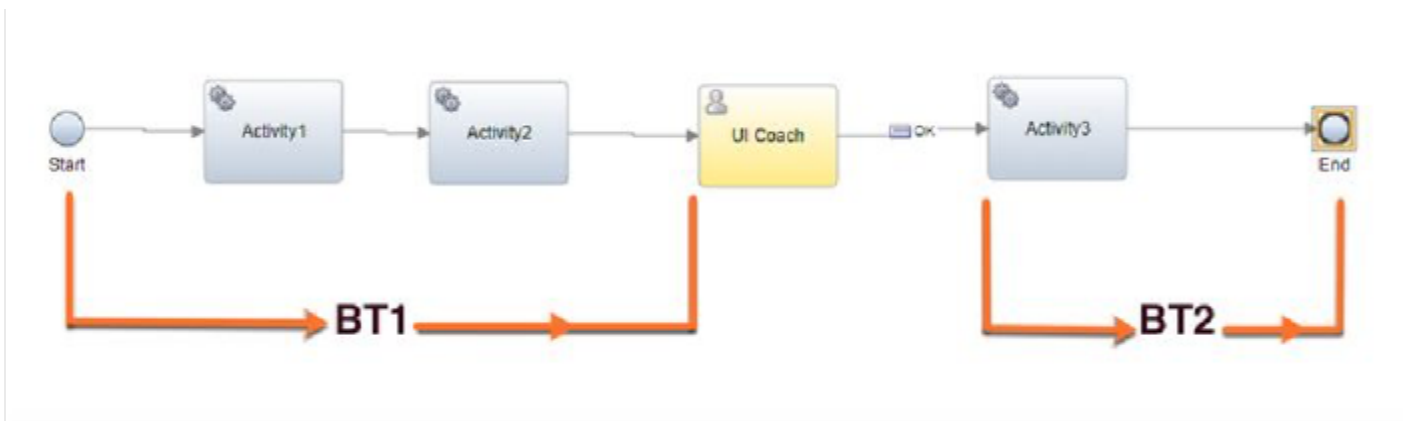 Activity1
Activity2
UI Coach
OK
Activity3
Start
End
BT1
BT2